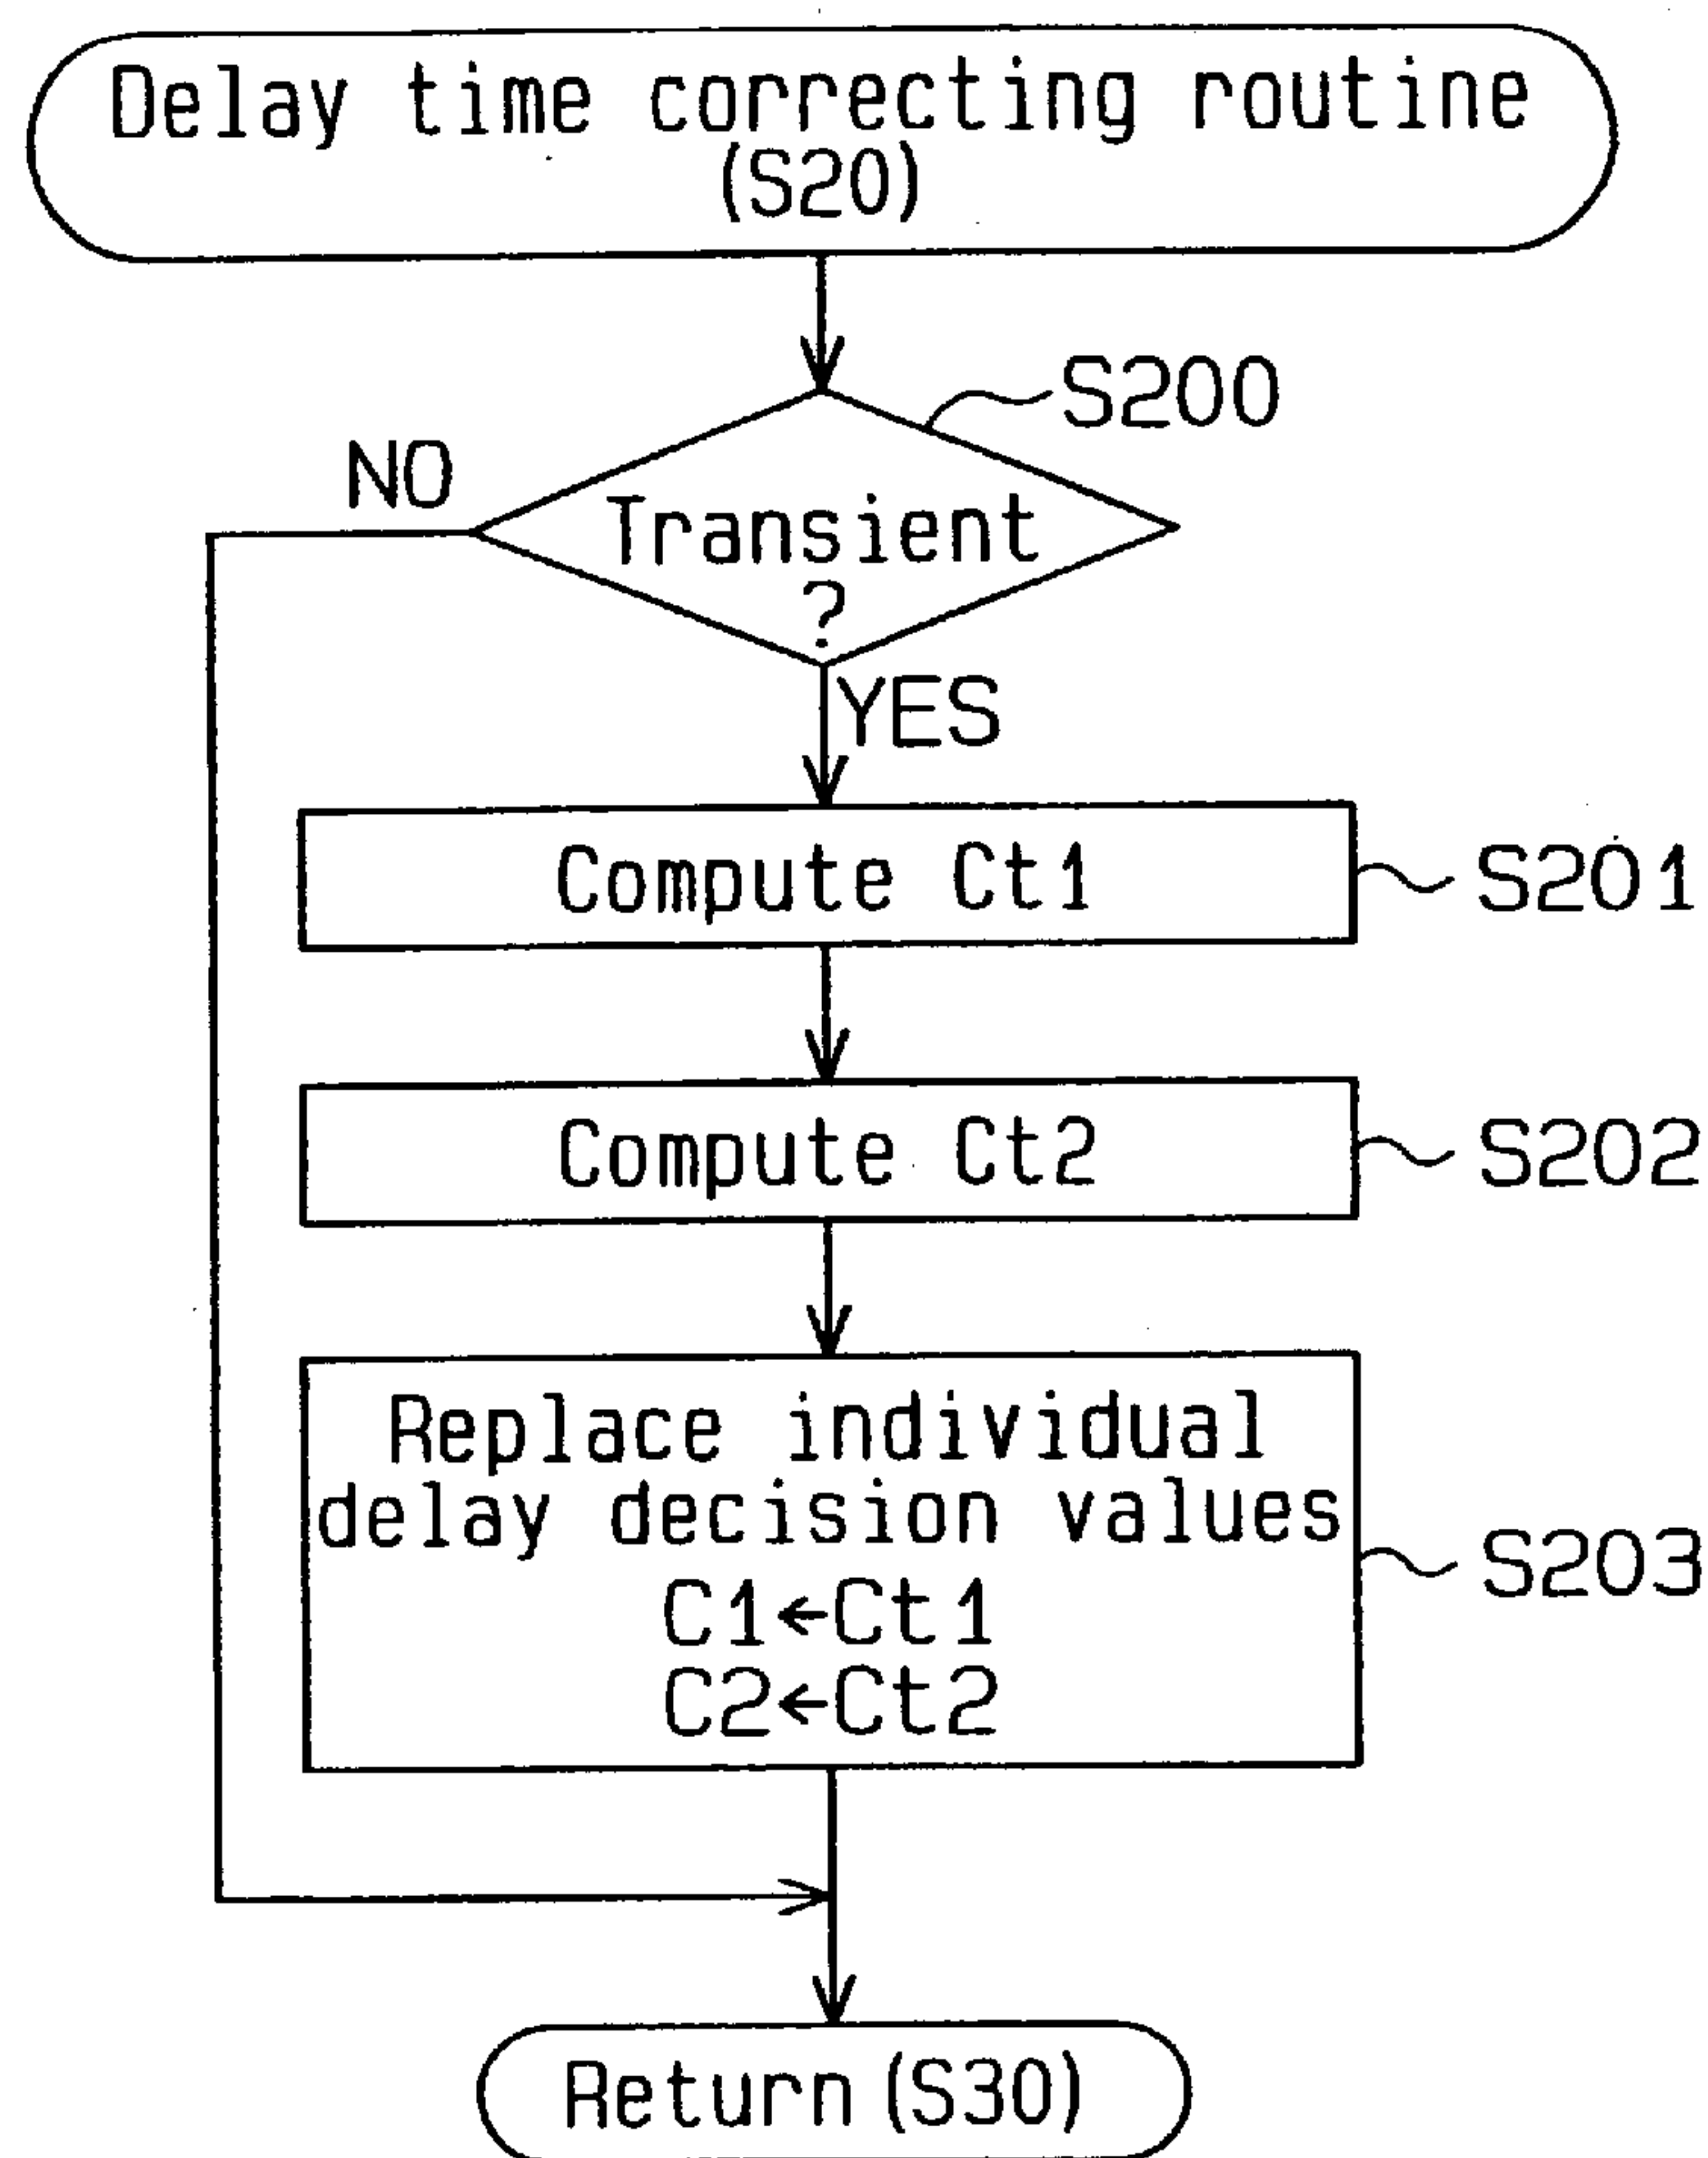 Delay time correcting routine
(S20)
S200
NO
Transient
?
YES
Compute Ct1
S201
Compute Ct2
S202
Replace individual
delay decision values
C1←Ct1
C2←Ct2
S203
Return(S30)